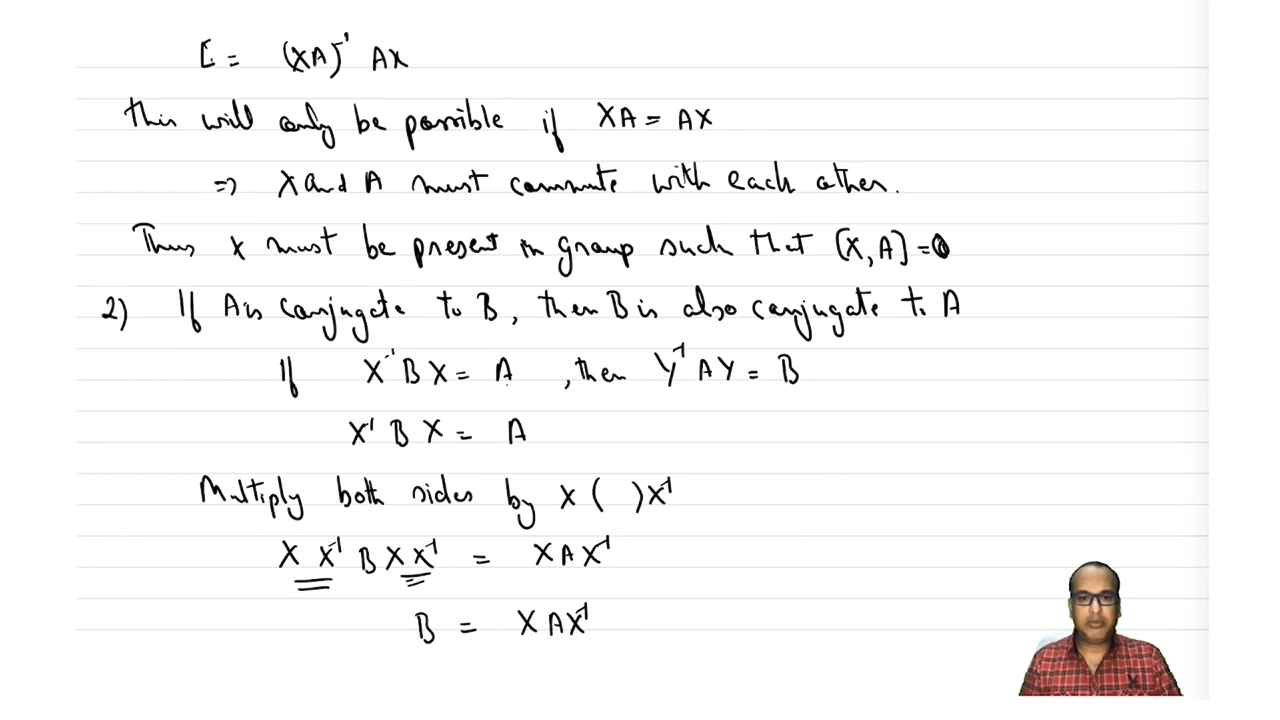 E = (XA)⁻¹ AX
this will only be possible if XA = AX
⇒ X and A must commute with each other.
Thus X must be present in group such that [X, A] = 0
2) If A is conjugate to B, then B is also conjugate to A
If X⁻¹ B X = A, then Y⁻¹ A Y = B
X⁻¹ B X = A
Multiply both sides by X ( ) X⁻¹
X X⁻¹ B X X⁻¹ = X A X⁻¹
B = X A X⁻¹